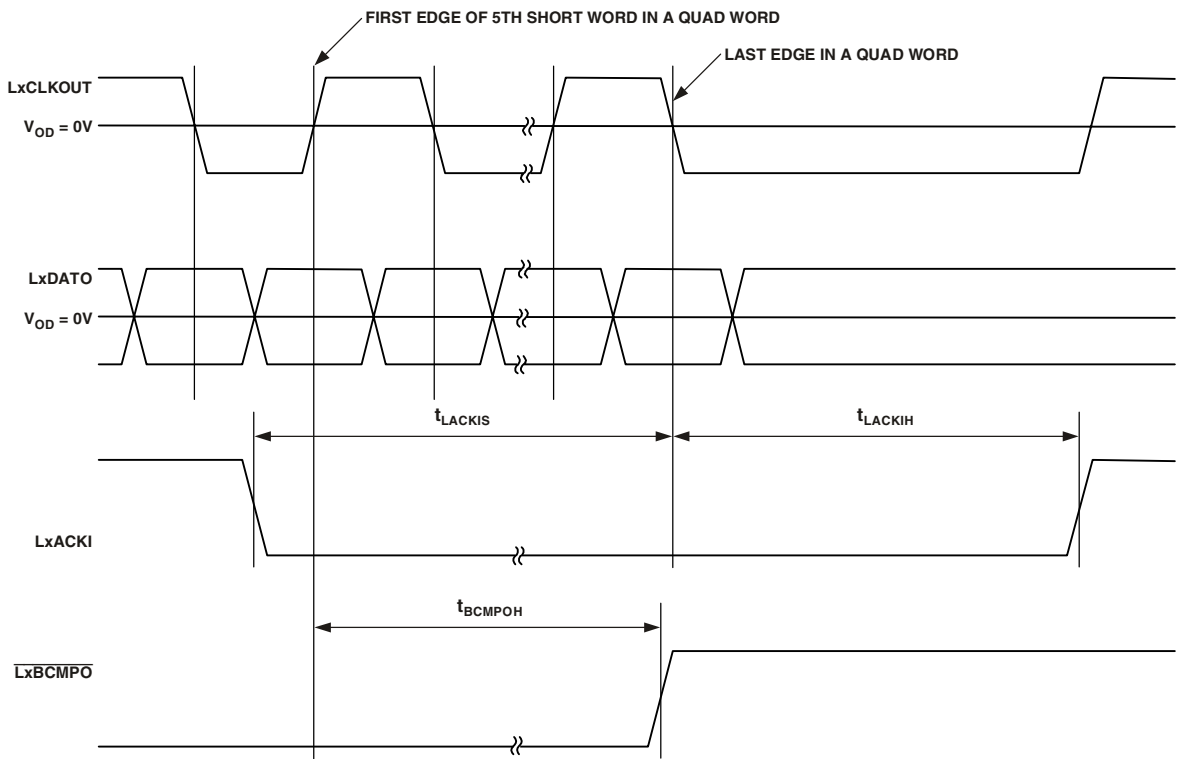 FIRST EDGE OF 5TH SHORT WORD IN A QUAD WORD
LAST EDGE IN A QUAD WORD
LxCLKOUT
VOD = 0V
LxDATO
VOD = 0V
tLACKIS
tLACKIH
LxACKI
tBCMPOH
LxBCMPO